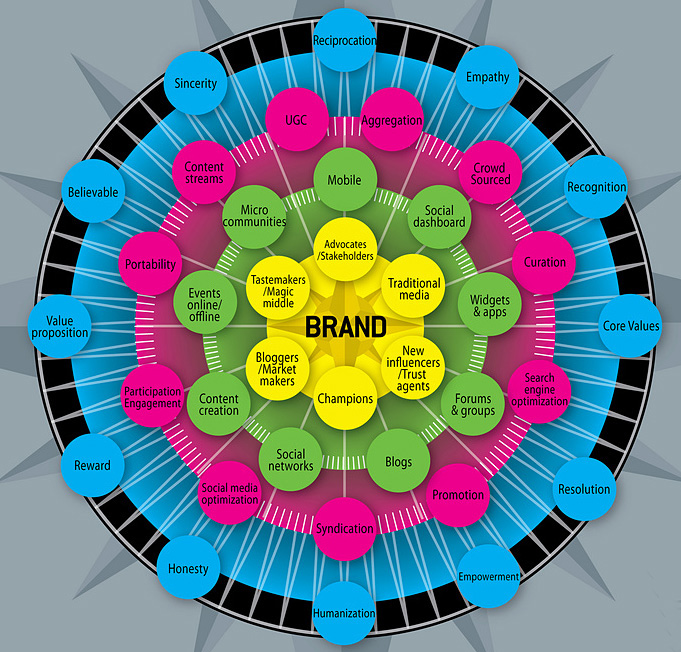 Reciprocation
Empathy
Recognition
Core Values
Resolution
Empowerment
Humanization
Honesty
Reward
Value
proposition
Believable
Sincerity
UGC
Aggregation
Crowd
Sourced
Curation
Search
engine
optimization
Promotion
Syndication
Social media
optimization
Participation
Engagement
Portability
Content
streams
Mobile
Social
dashboard
Widgets
& apps
Forums
& groups
Blogs
Social
networks
Content
creation
Events
online/
offline
Micro
communities
Advocates
/Stakeholders
Traditional
media
New
influencers
/Trust
agents
Champions
Bloggers
/Market
makers
Tastemakers
/Magic
middle
BRAND